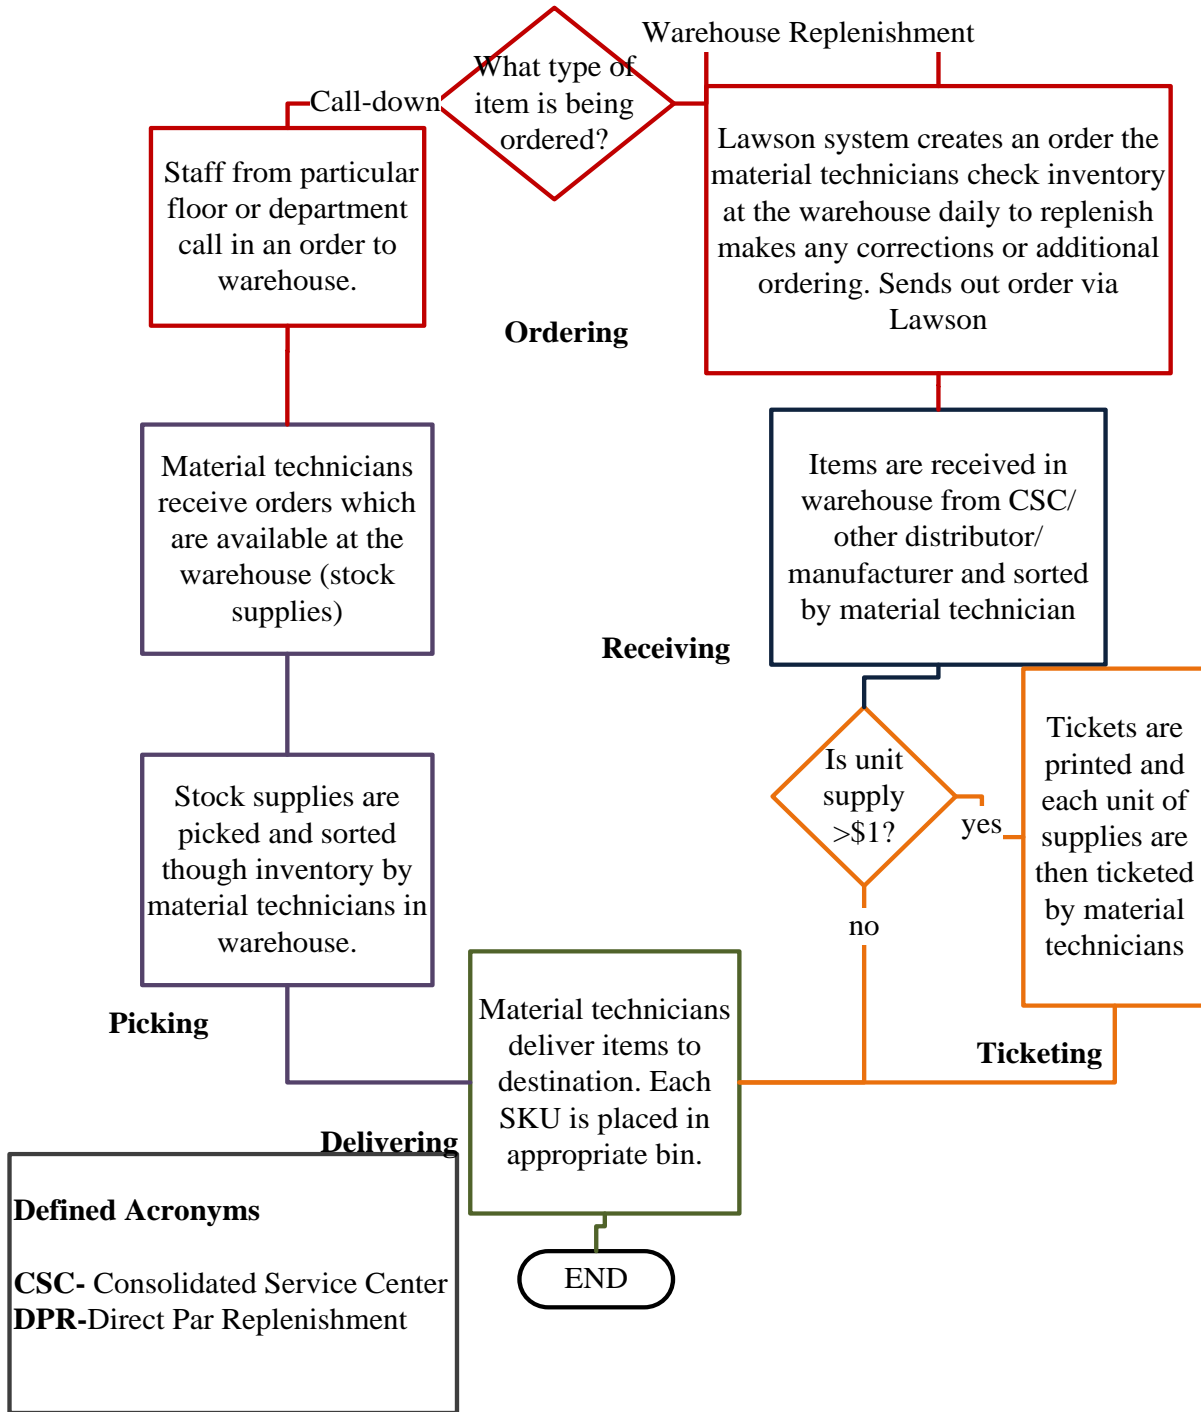 Warehouse Replenishment
What type of
item is being
ordered?
Call-down
Staff from particular
floor or department
call in an order to
warehouse.
Lawson system creates an order the
material technicians check inventory
at the warehouse daily to replenish
makes any corrections or additional
ordering. Sends out order via
Lawson
Ordering
Material technicians
receive orders which
are available at the
warehouse (stock
supplies)
Items are received in
warehouse from CSC/
other distributor/
manufacturer and sorted
by material technician
Receiving
Stock supplies are
picked and sorted
though inventory by
material technicians in
warehouse.
Picking
Is unit
supply
>$1?
yes
no
Tickets are
printed and
each unit of
supplies are
then ticketed
by material
technicians
Ticketing
Material technicians
deliver items to
destination. Each
SKU is placed in
appropriate bin.
Delivering
END
Defined Acronyms
CSC- Consolidated Service Center
DPR-Direct Par Replenishment